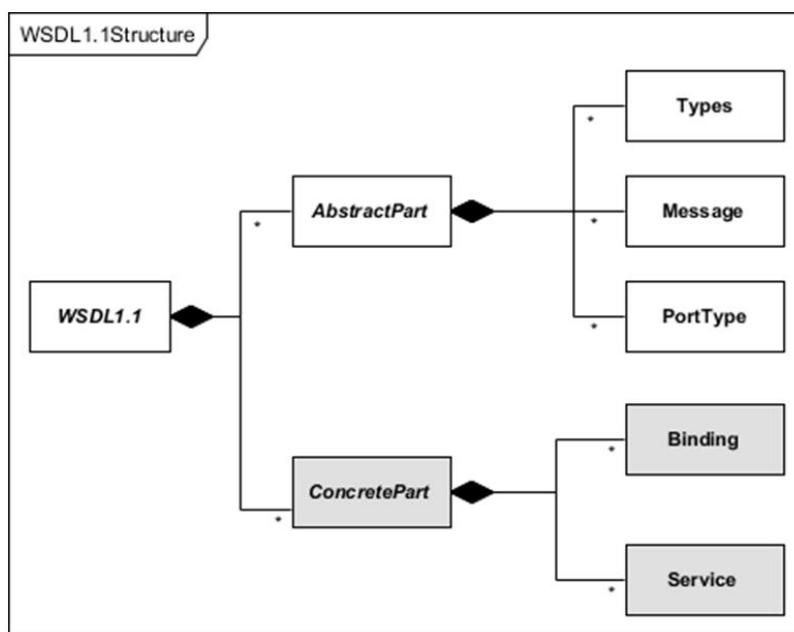 WSDL1.1Structure
Types
*
AbstractPart
Message
*
*
WSDL1.1
PortType
*
Binding
*
ConcretePart
*
Service
*